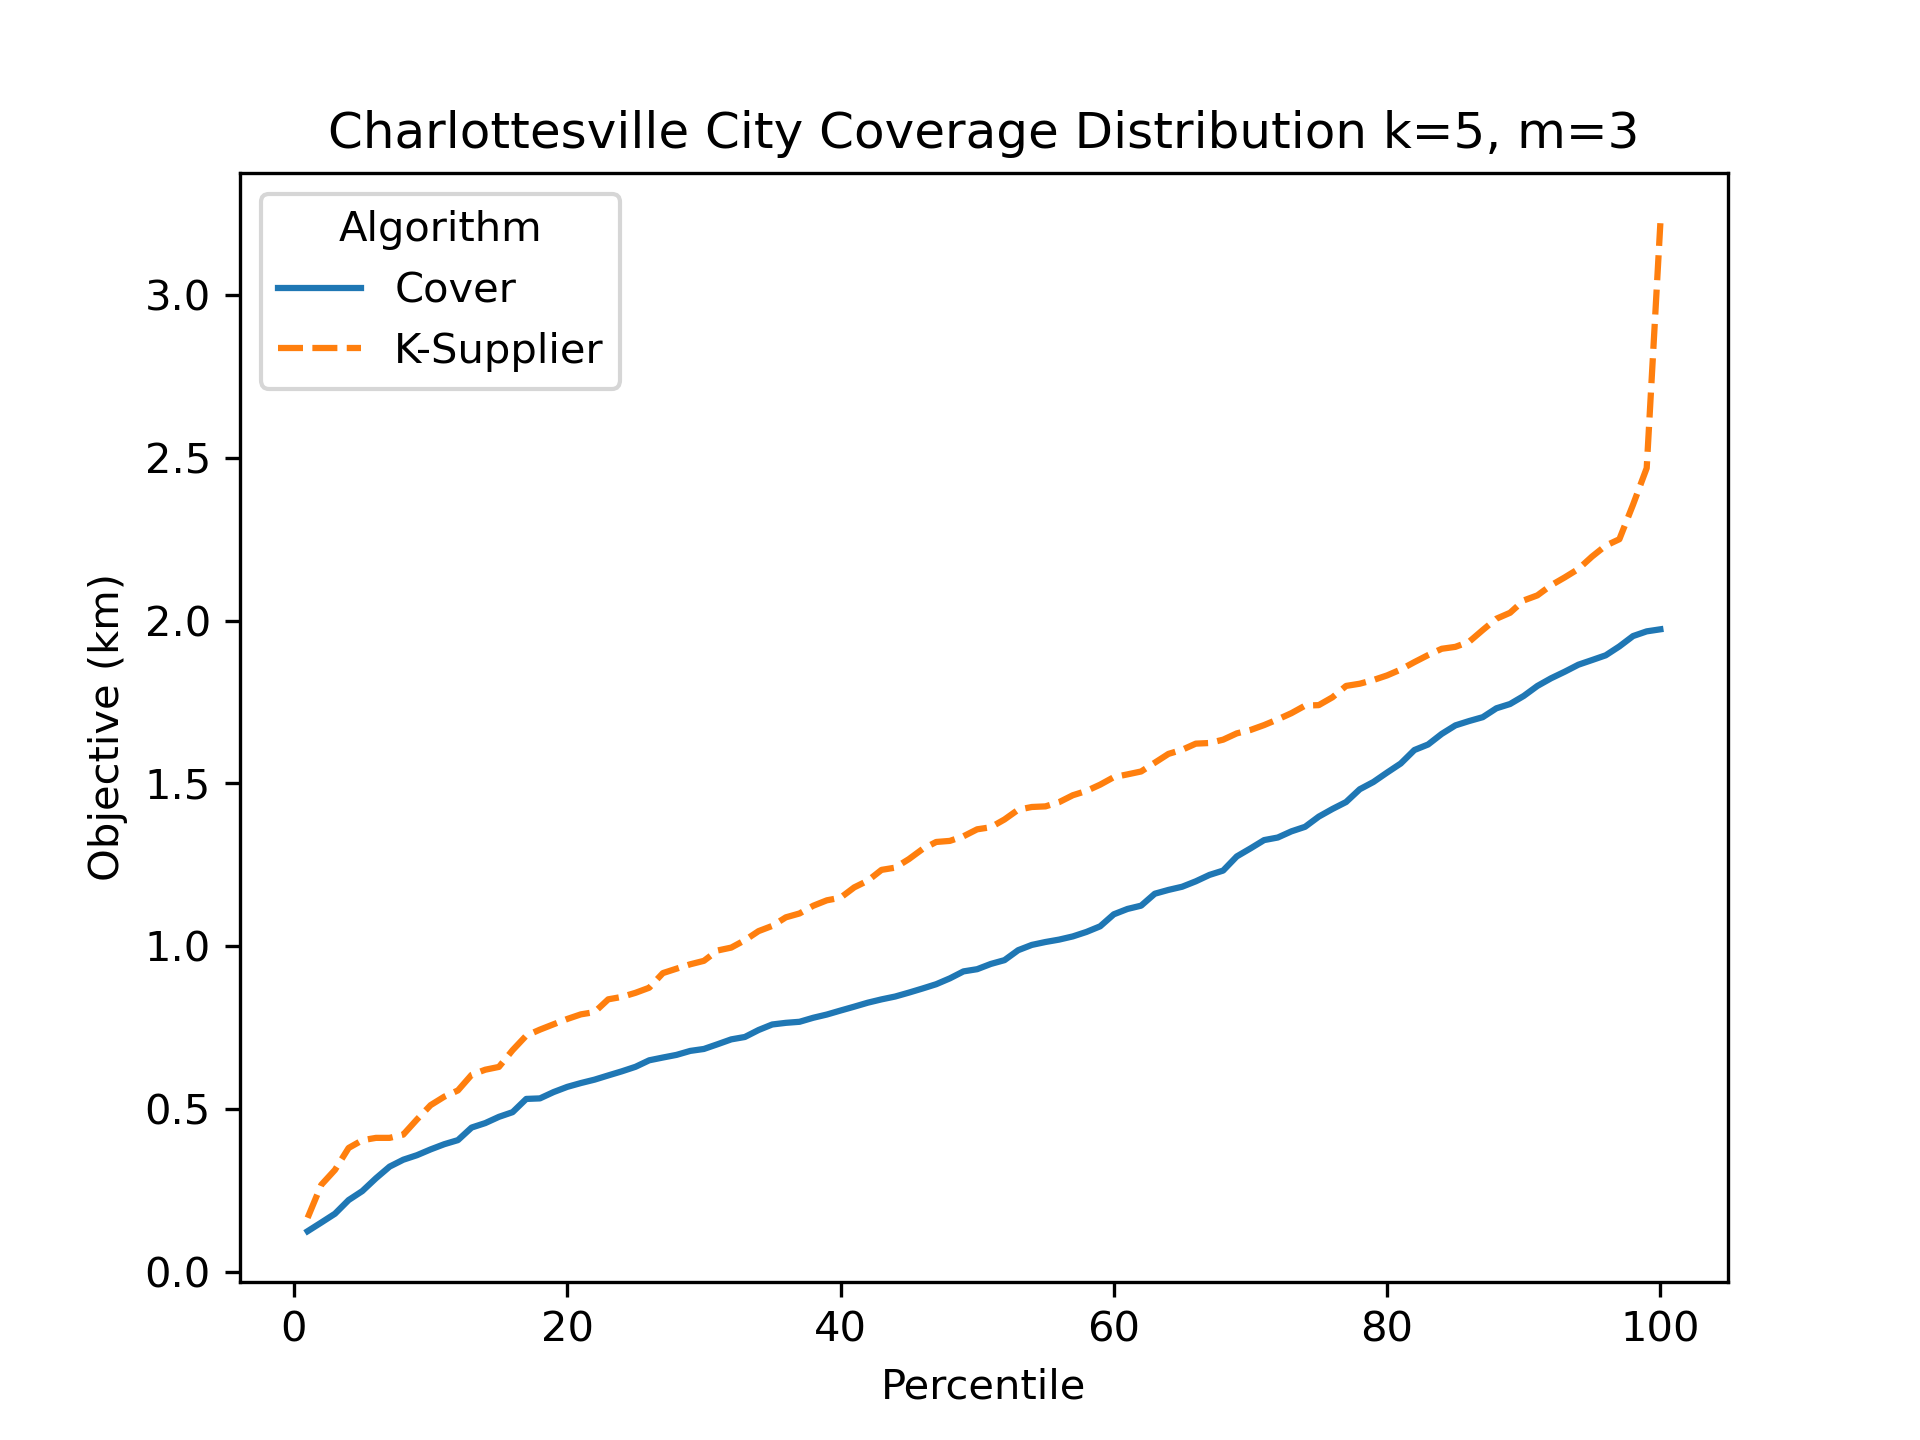 Charlottesville City Coverage Distribution k=5, m=3
Algorithm
Cover
K-Supplier
Objective (km)
3.0
2.5
2.0
1.5
1.0
0.5
0.0
0 20 40 60 80 100
Percentile